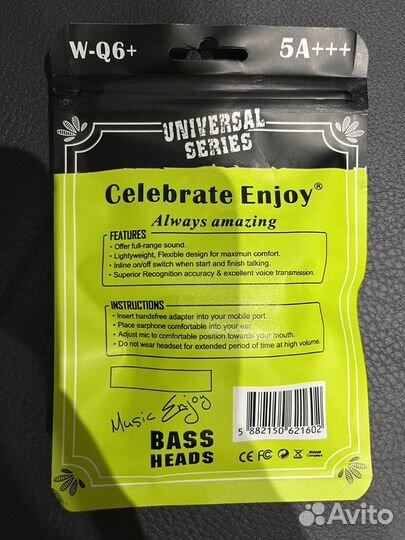 W-Q6+ 5A+++
UNIVERSAL
SERIES
Celebrate Enjoy®
Always amazing
FEATURES
• Offer full-range sound.
• Lightyweight, Flexible design for maximun comfort.
• Inline on/off switch when start and finish talking.
• Superior Recognition accuracy & excellent voice transmission.
INSTRUCTIONS
• Insert handsfree adapter into your mobile port.
• Place earphone comfortable into your ear.
• Adjust mic to comfortable position towards your mouth.
• Do not wear headset for extended period of time at high volume.
Music Enjoy
BASS
HEADS
5 882150 621602
CE FC ROHS
Compliant
Avito